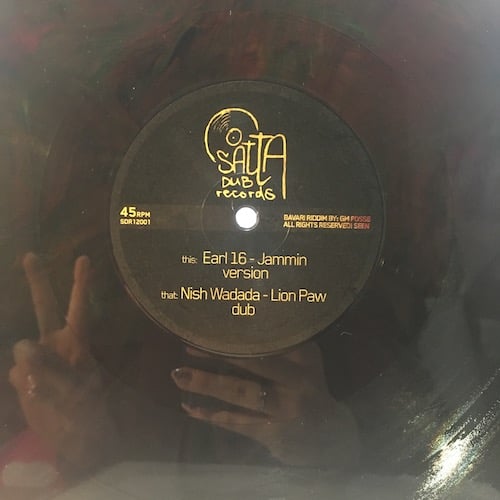 SATTA
DUB
records
45 RPM
SDR12001
BAVARI RIDDIM BY: GM POSSE
ALL RIGHTS RESERVED!
this: Earl 16 - Jammin
version
that: Nish Wadada - Lion Paw
dub